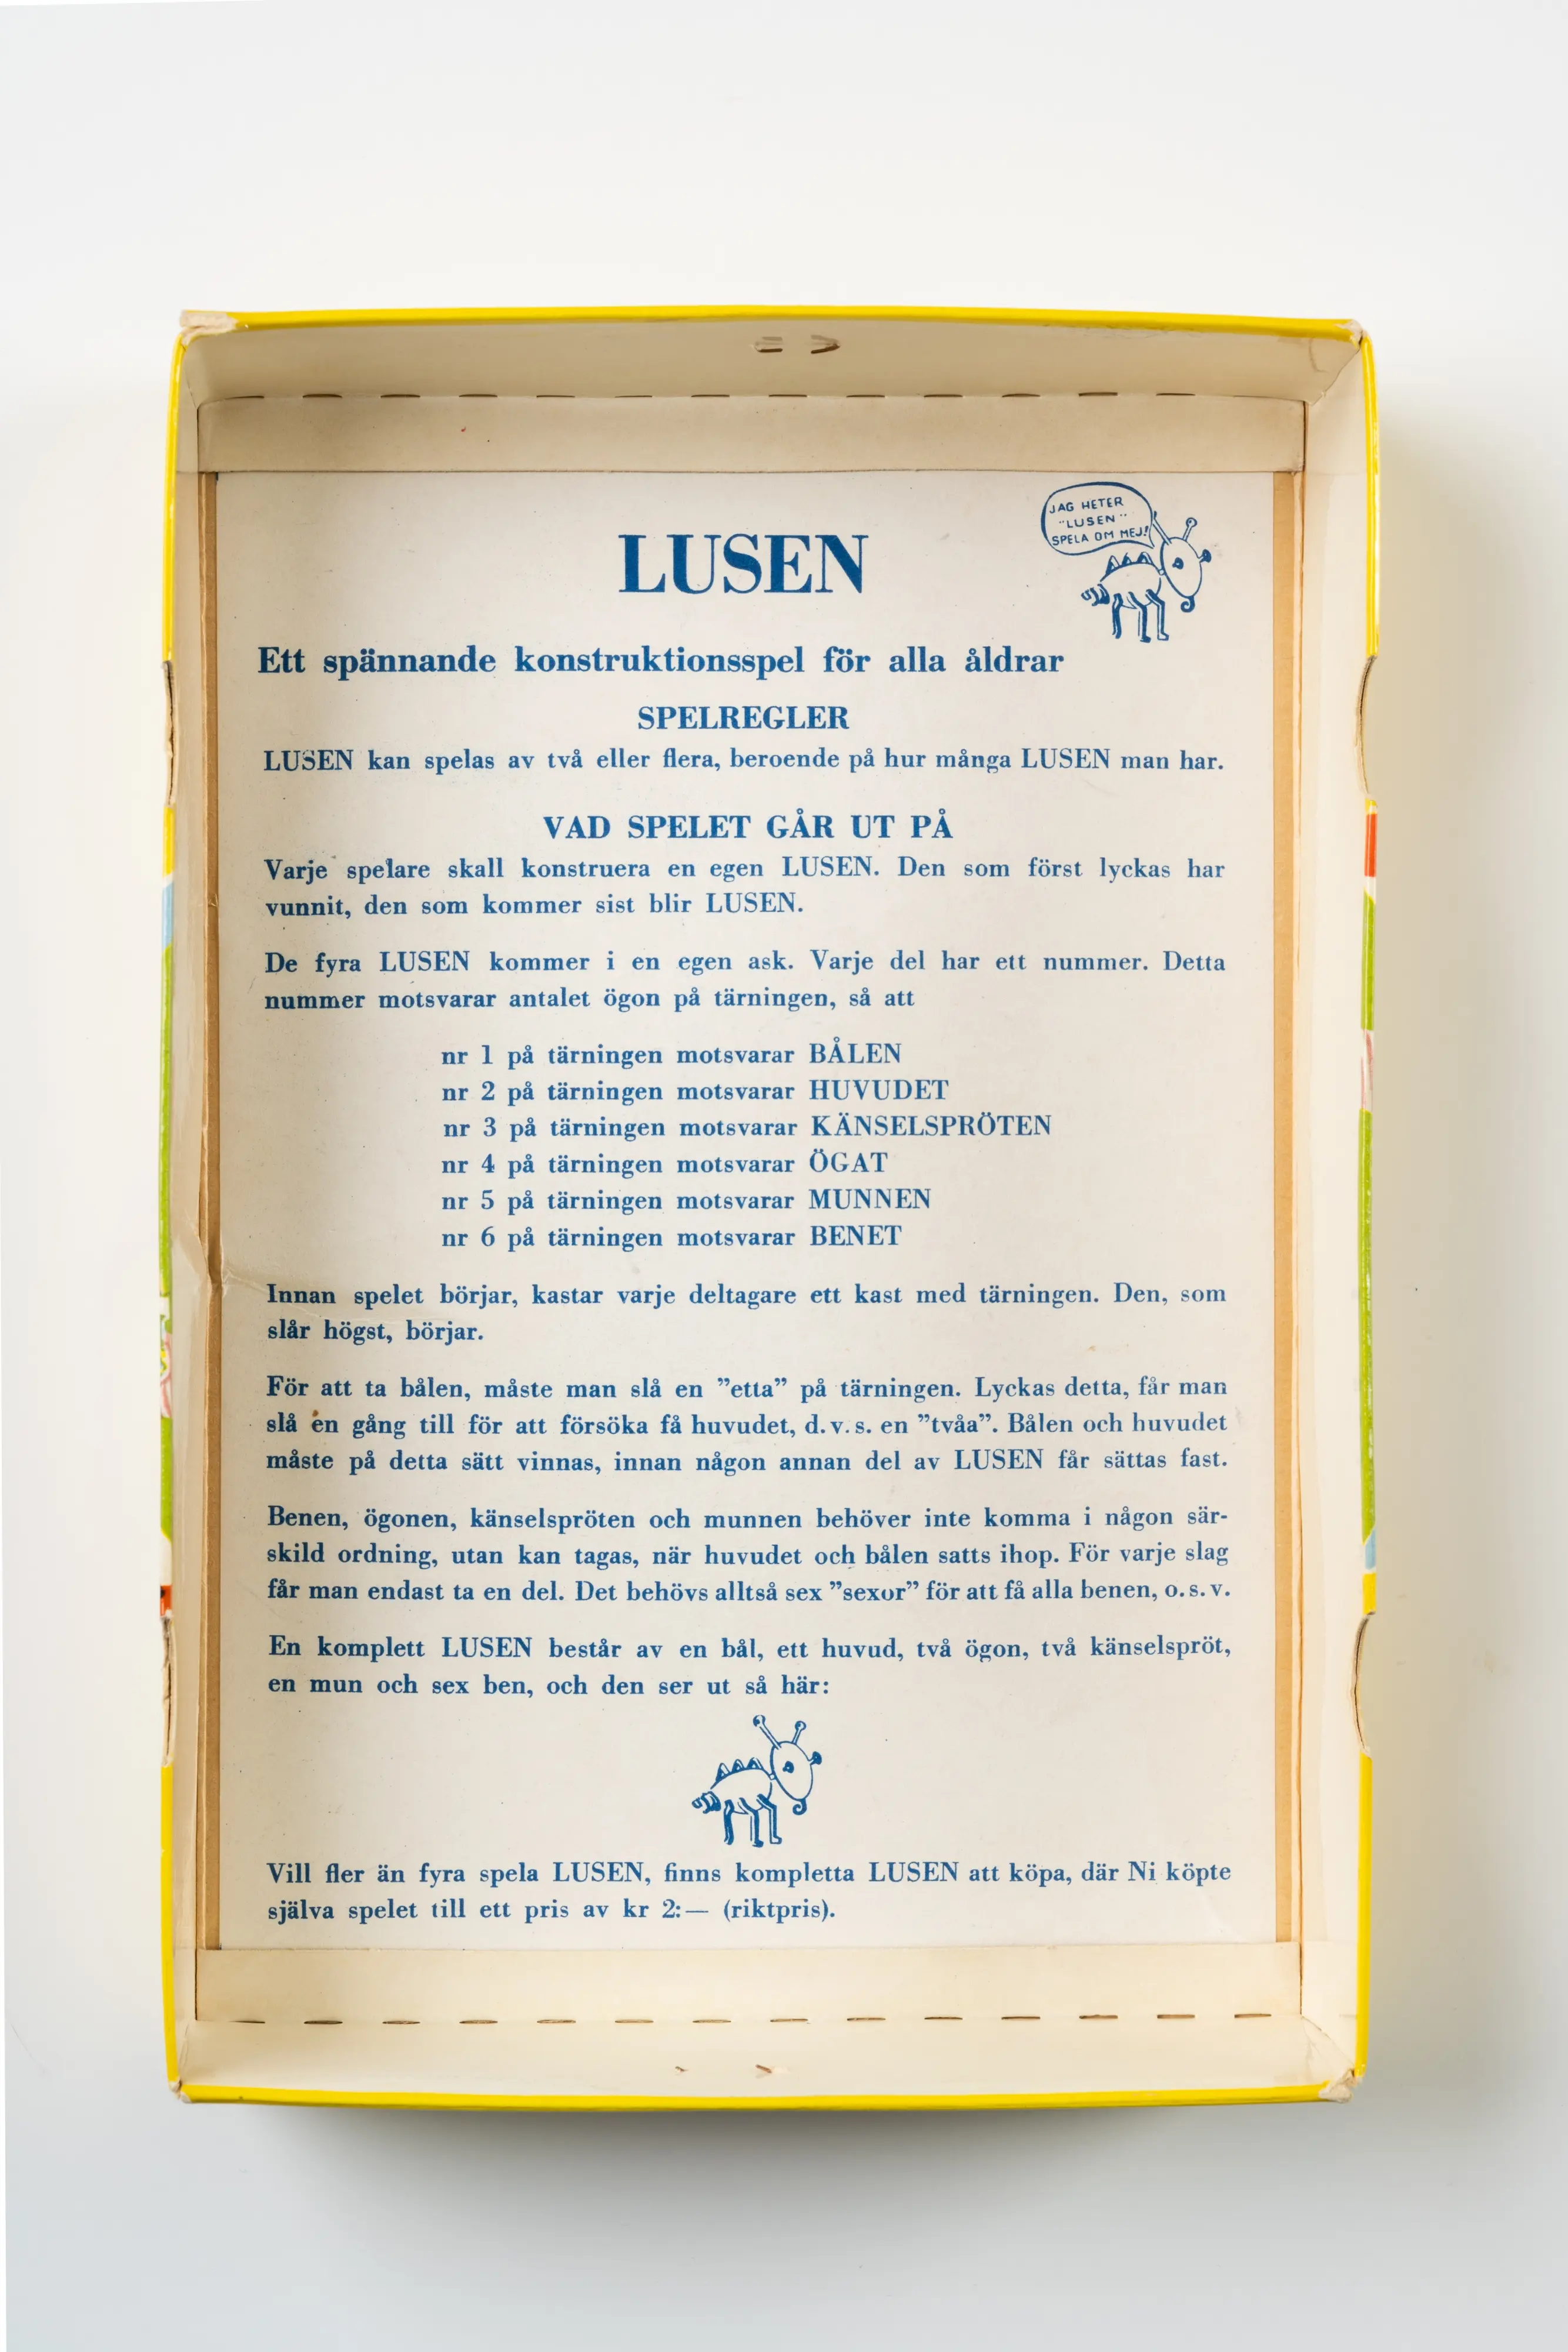 JAG HETER
"LUSEN"
SPELA OM MEJ!
LUSEN
Ett spännande konstruktionsspel för alla åldrar
SPELREGLER
LUSEN kan spelas av två eller flera, beroende på hur många LUSEN man har.
VAD SPELET GÅR UT PÅ
Varje spelare skall konstruera en egen LUSEN. Den som först lyckas har
vunnit, den som kommer sist blir LUSEN.
De fyra LUSEN kommer i en egen ask. Varje del har ett nummer. Detta
nummer motsvarar antalet ögon på tärningen, så att
nr 1 på tärningen motsvarar BÅLEN
nr 2 på tärningen motsvarar HUVUDET
nr 3 på tärningen motsvarar KÄNSELSPRÖTEN
nr 4 på tärningen motsvarar ÖGAT
nr 5 på tärningen motsvarar MUNNEN
nr 6 på tärningen motsvarar BENET
Innan spelet börjar, kastar varje deltagare ett kast med tärningen. Den, som
slår högst, börjar.
För att ta bålen, måste man slå en ”etta” på tärningen. Lyckas detta, får man
slå en gång till för att försöka få huvudet, d.v.s. en ”tvåa”. Bålen och huvudet
måste på detta sätt vinnas, innan någon annan del av LUSEN får sättas fast.
Benen, ögonen, känselspröten och munnen behöver inte komma i någon sär-
skild ordning, utan kan tagas, när huvudet och bålen satts ihop. För varje slag
får man endast ta en del. Det behövs alltså sex ”sexor” för att få alla benen, o.s.v.
En komplett LUSEN består av en bål, ett huvud, två ögon, två känselspröt,
en mun och sex ben, och den ser ut så här:
Vill fler än fyra spela LUSEN, finns kompletta LUSEN att köpa, där Ni köpte
själva spelet till ett pris av kr 2:— (riktpris).